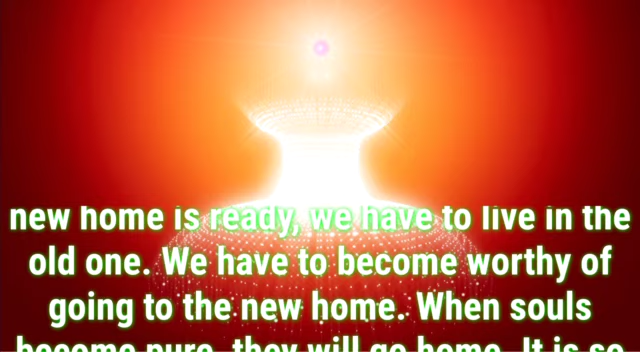 new home is ready, we have to live in the
old one. We have to become worthy of
going to the new home. When souls
become pure, they will go home. It is so